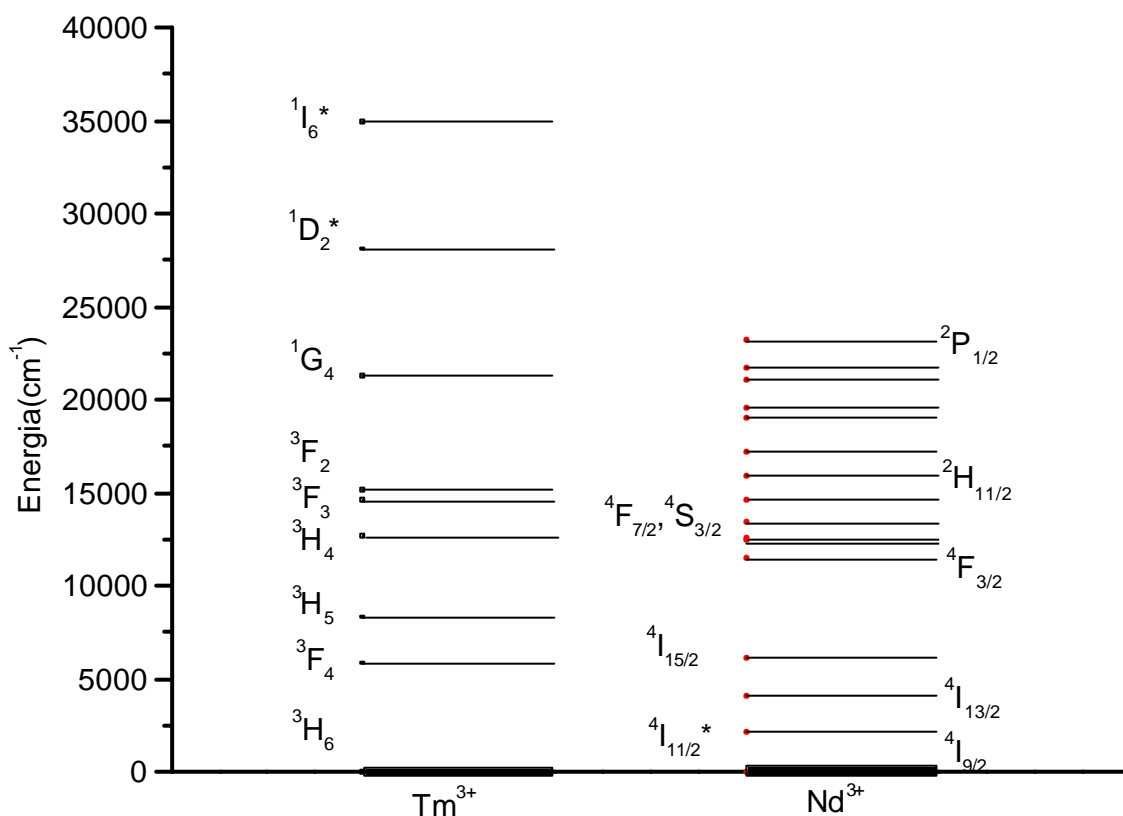 40000
35000
30000
25000
20000
15000
10000
5000
0
Energia(cm⁻¹)
¹I₆*
¹D₂*
¹G₄
³F₂
³F₃
³H₄
³H₅
³F₄
³H₆
Tm³⁺
⁴F₇/₂, ⁴S₃/₂
⁴I₁₅/₂
⁴I₁₁/₂*
²P₁/₂
²H₁₁/₂
⁴F₃/₂
⁴I₁₃/₂
⁴I₉/₂
Nd³⁺